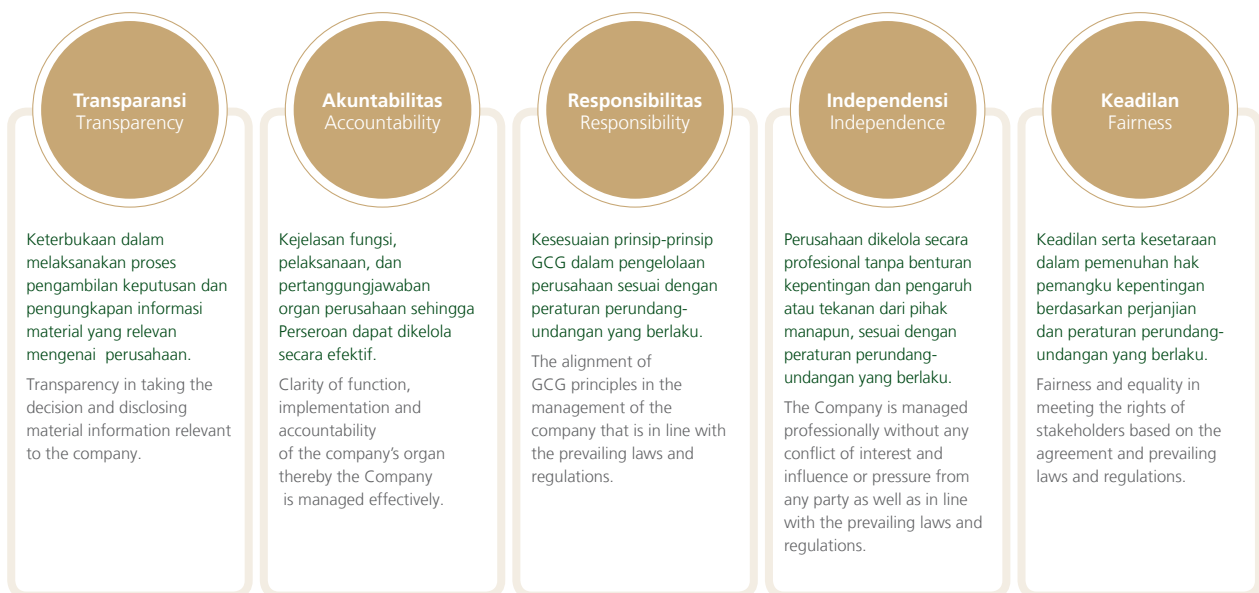 Transparansi
Transparency
Keterbukaan dalam
melaksanakan proses
pengambilan keputusan dan
pengungkapan informasi
material yang relevan
mengenai perusahaan.
Transparency in taking the
decision and disclosing
material information relevant
to the company.
Akuntabilitas
Accountability
Kejelasan fungsi,
pelaksanaan, dan
pertanggungjawaban
organ perusahaan sehingga
Perseroan dapat dikelola
secara efektif.
Clarity of function,
implementation and
accountability
of the company's organ
thereby the Company
is managed effectively.
Responsibilitas
Responsibility
Kesesuaian prinsip-prinsip
GCG dalam pengelolaan
perusahaan sesuai dengan
peraturan perundang-
undangan yang berlaku.
The alignment of
GCG principles in the
management of the
company that is in line with
the prevailing laws and
regulations.
Independensi
Independence
Perusahaan dikelola secara
profesional tanpa benturan
kepentingan dan pengaruh
atau tekanan dari pihak
manapun, sesuai dengan
peraturan perundang-
undangan yang berlaku.
The Company is managed
professionally without any
conflict of interest and
influence or pressure from
any party as well as in line
with the prevailing laws and
regulations.
Keadilan
Fairness
Keadilan serta kesetaraan
dalam pemenuhan hak
pemangku kepentingan
berdasarkan perjanjian
dan peraturan perundang-
undangan yang berlaku.
Fairness and equality in
meeting the rights of
stakeholders based on the
agreement and prevailing
laws and regulations.